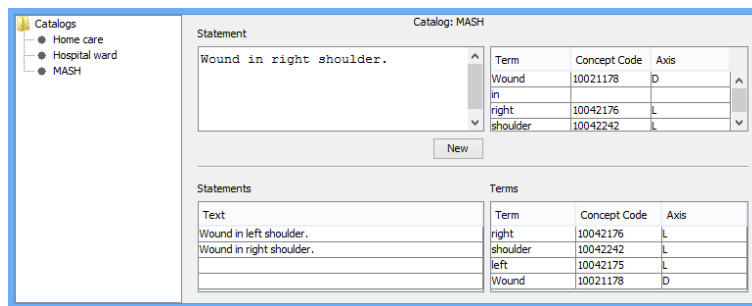 Catalogs
Home care
Hospital ward
MASH
Catalog: MASH
Statement
Wound in right shoulder.
Term Concept Code Axis
Wound 10021178 D
in
right 10042176 L
shoulder 10042242 L
New
Statements
Text
Wound in left shoulder.
Wound in right shoulder.
Terms
Term Concept Code Axis
right 10042176 L
shoulder 10042242 L
left 10042175 L
Wound 10021178 D